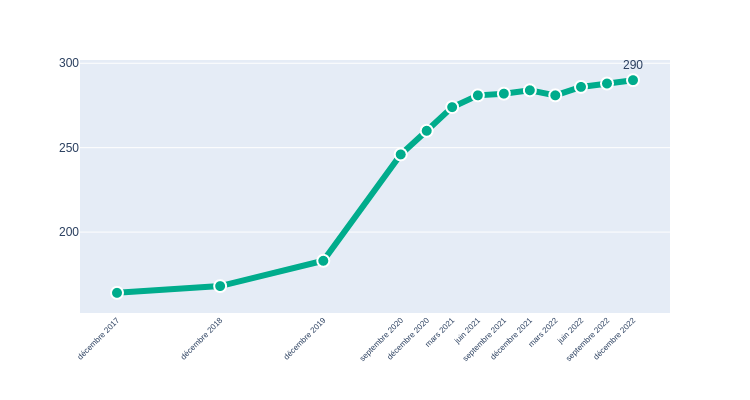 300
290
250
200
décembre 2017
décembre 2018
décembre 2019
septembre 2020
décembre 2020
mars 2021
juin 2021
septembre 2021
décembre 2021
mars 2022
juin 2022
septembre 2022
décembre 2022